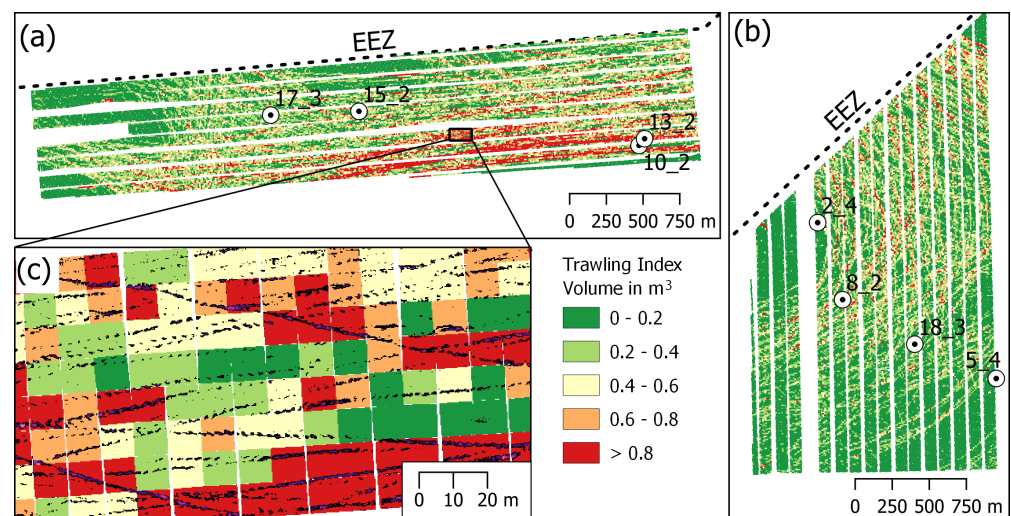 (a)
EEZ
17_3
15_2
13_2
10_2
0 250 500 750 m
(b)
EEZ
2_4
8_2
18_3
5_4
0 250 500 750 m
(c)
0 10 20 m
Trawling Index
Volume in m³
0 - 0.2
0.2 - 0.4
0.4 - 0.6
0.6 - 0.8
> 0.8